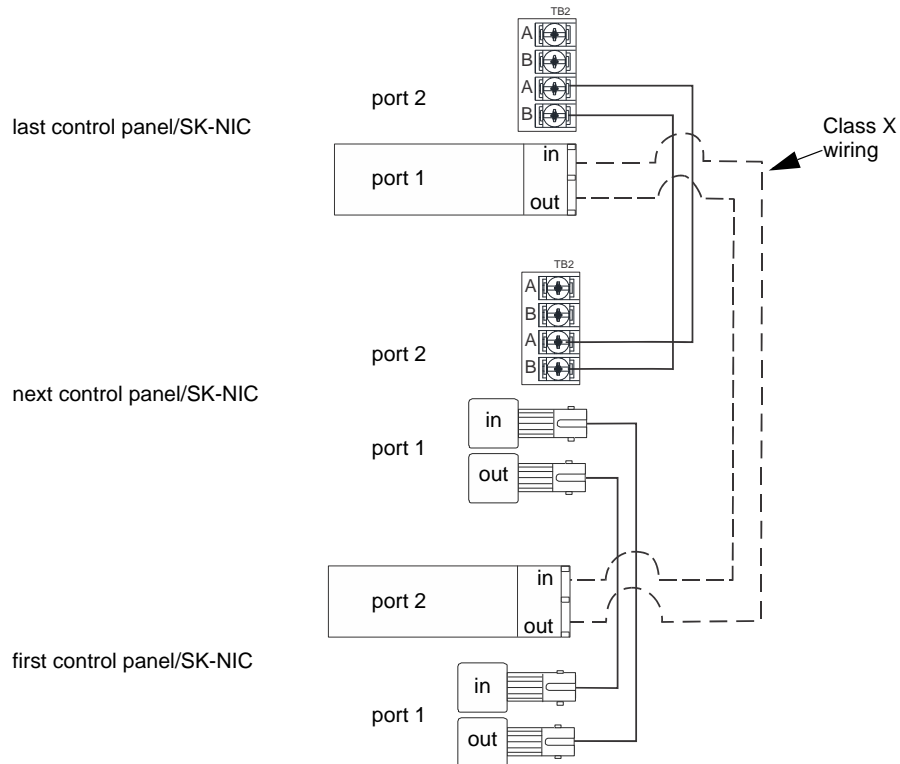 TB2
A
B
A
B
port 2
last control panel/SK-NIC
Class X
wiring
in
port 1
out
TB2
A
B
A
B
port 2
next control panel/SK-NIC
in
port 1
out
in
port 2
out
first control panel/SK-NIC
in
port 1
out